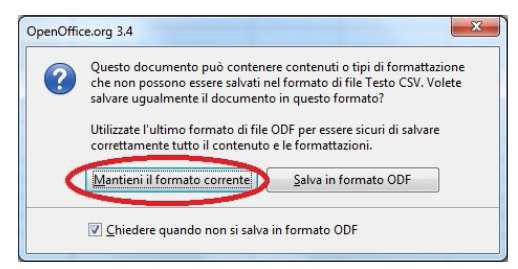 OpenOffice.org 3.4
Questo documento può contenere contenuti o tipi di formattazione
che non possono essere salvati nel formato di file Testo CSV. Volete
salvare ugualmente il documento in questo formato?
Utilizzate l'ultimo formato di file ODF per essere sicuri di salvare
correttamente tutto il contenuto e le formattazioni.
Mantieni il formato corrente
Salva in formato ODF
Chiedere quando non si salva in formato ODF